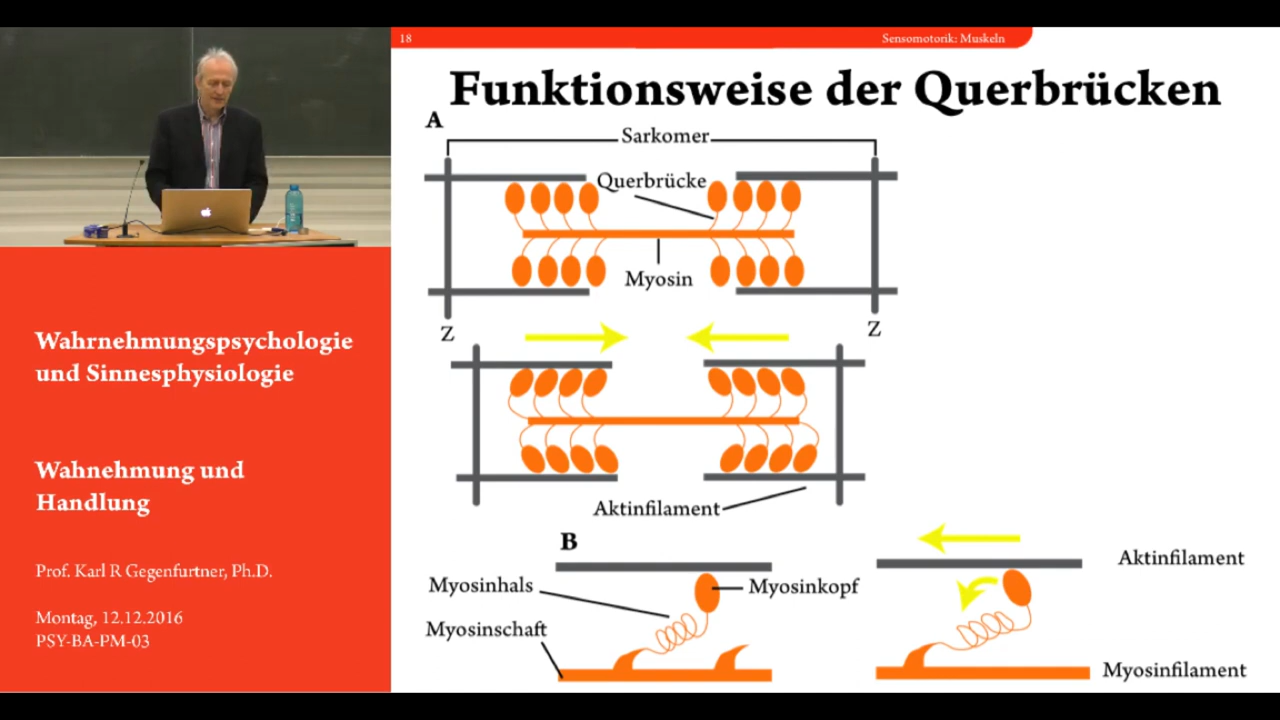 18
Sensomotorik: Muskeln
Funktionsweise der Querbrücken
A
Sarkomer
Querbrücke
Myosin
Z
Z
Aktinfilament
B
Myosinhals
Myosinkopf
Myosinschaft
Aktinfilament
Myosinfilament
Wahrnehmungspsychologie
und Sinnesphysiologie
Wahnehmung und
Handlung
Prof. Karl R Gegenfurtner, Ph.D.
Montag, 12.12.2016
PSY-BA-PM-03